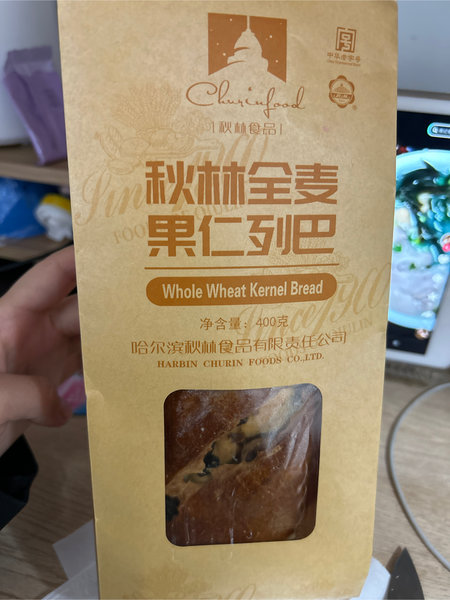 Churinfood
中华老字号
秋林食品
Since 1900
秋林全麦
果仁列巴
Whole Wheat Kernel Bread
净含量：400克
哈尔滨秋林食品有限责任公司
HARBIN CHURIN FOODS CO.,LTD.